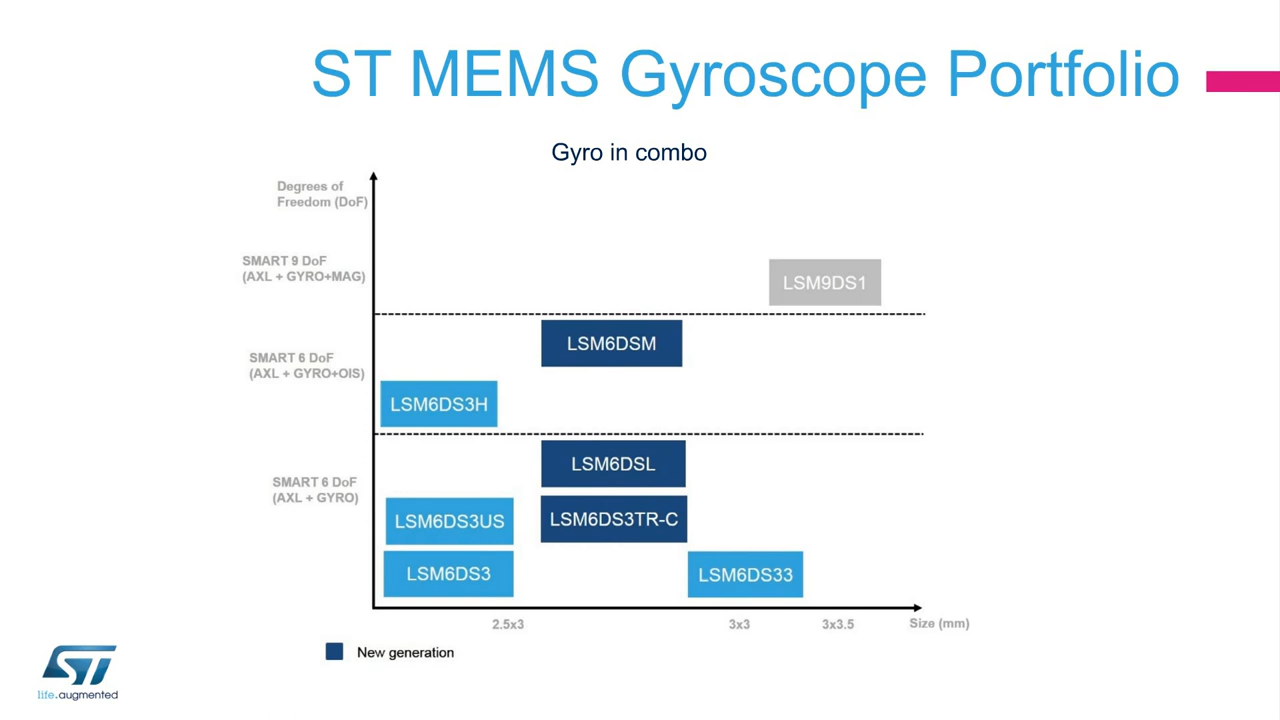 ST MEMS Gyroscope Portfolio
Gyro in combo
Degrees of
Freedom (DoF)
SMART 9 DoF
(AXL + GYRO+MAG)
LSM9DS1
LSM6DSM
SMART 6 DoF
(AXL + GYRO+OIS)
LSM6DS3H
LSM6DSL
SMART 6 DoF
(AXL + GYRO)
LSM6DS3US
LSM6DS3TR-C
LSM6DS3
LSM6DS33
2.5x3
3x3
3x3.5
Size (mm)
New generation
ST
life.augmented